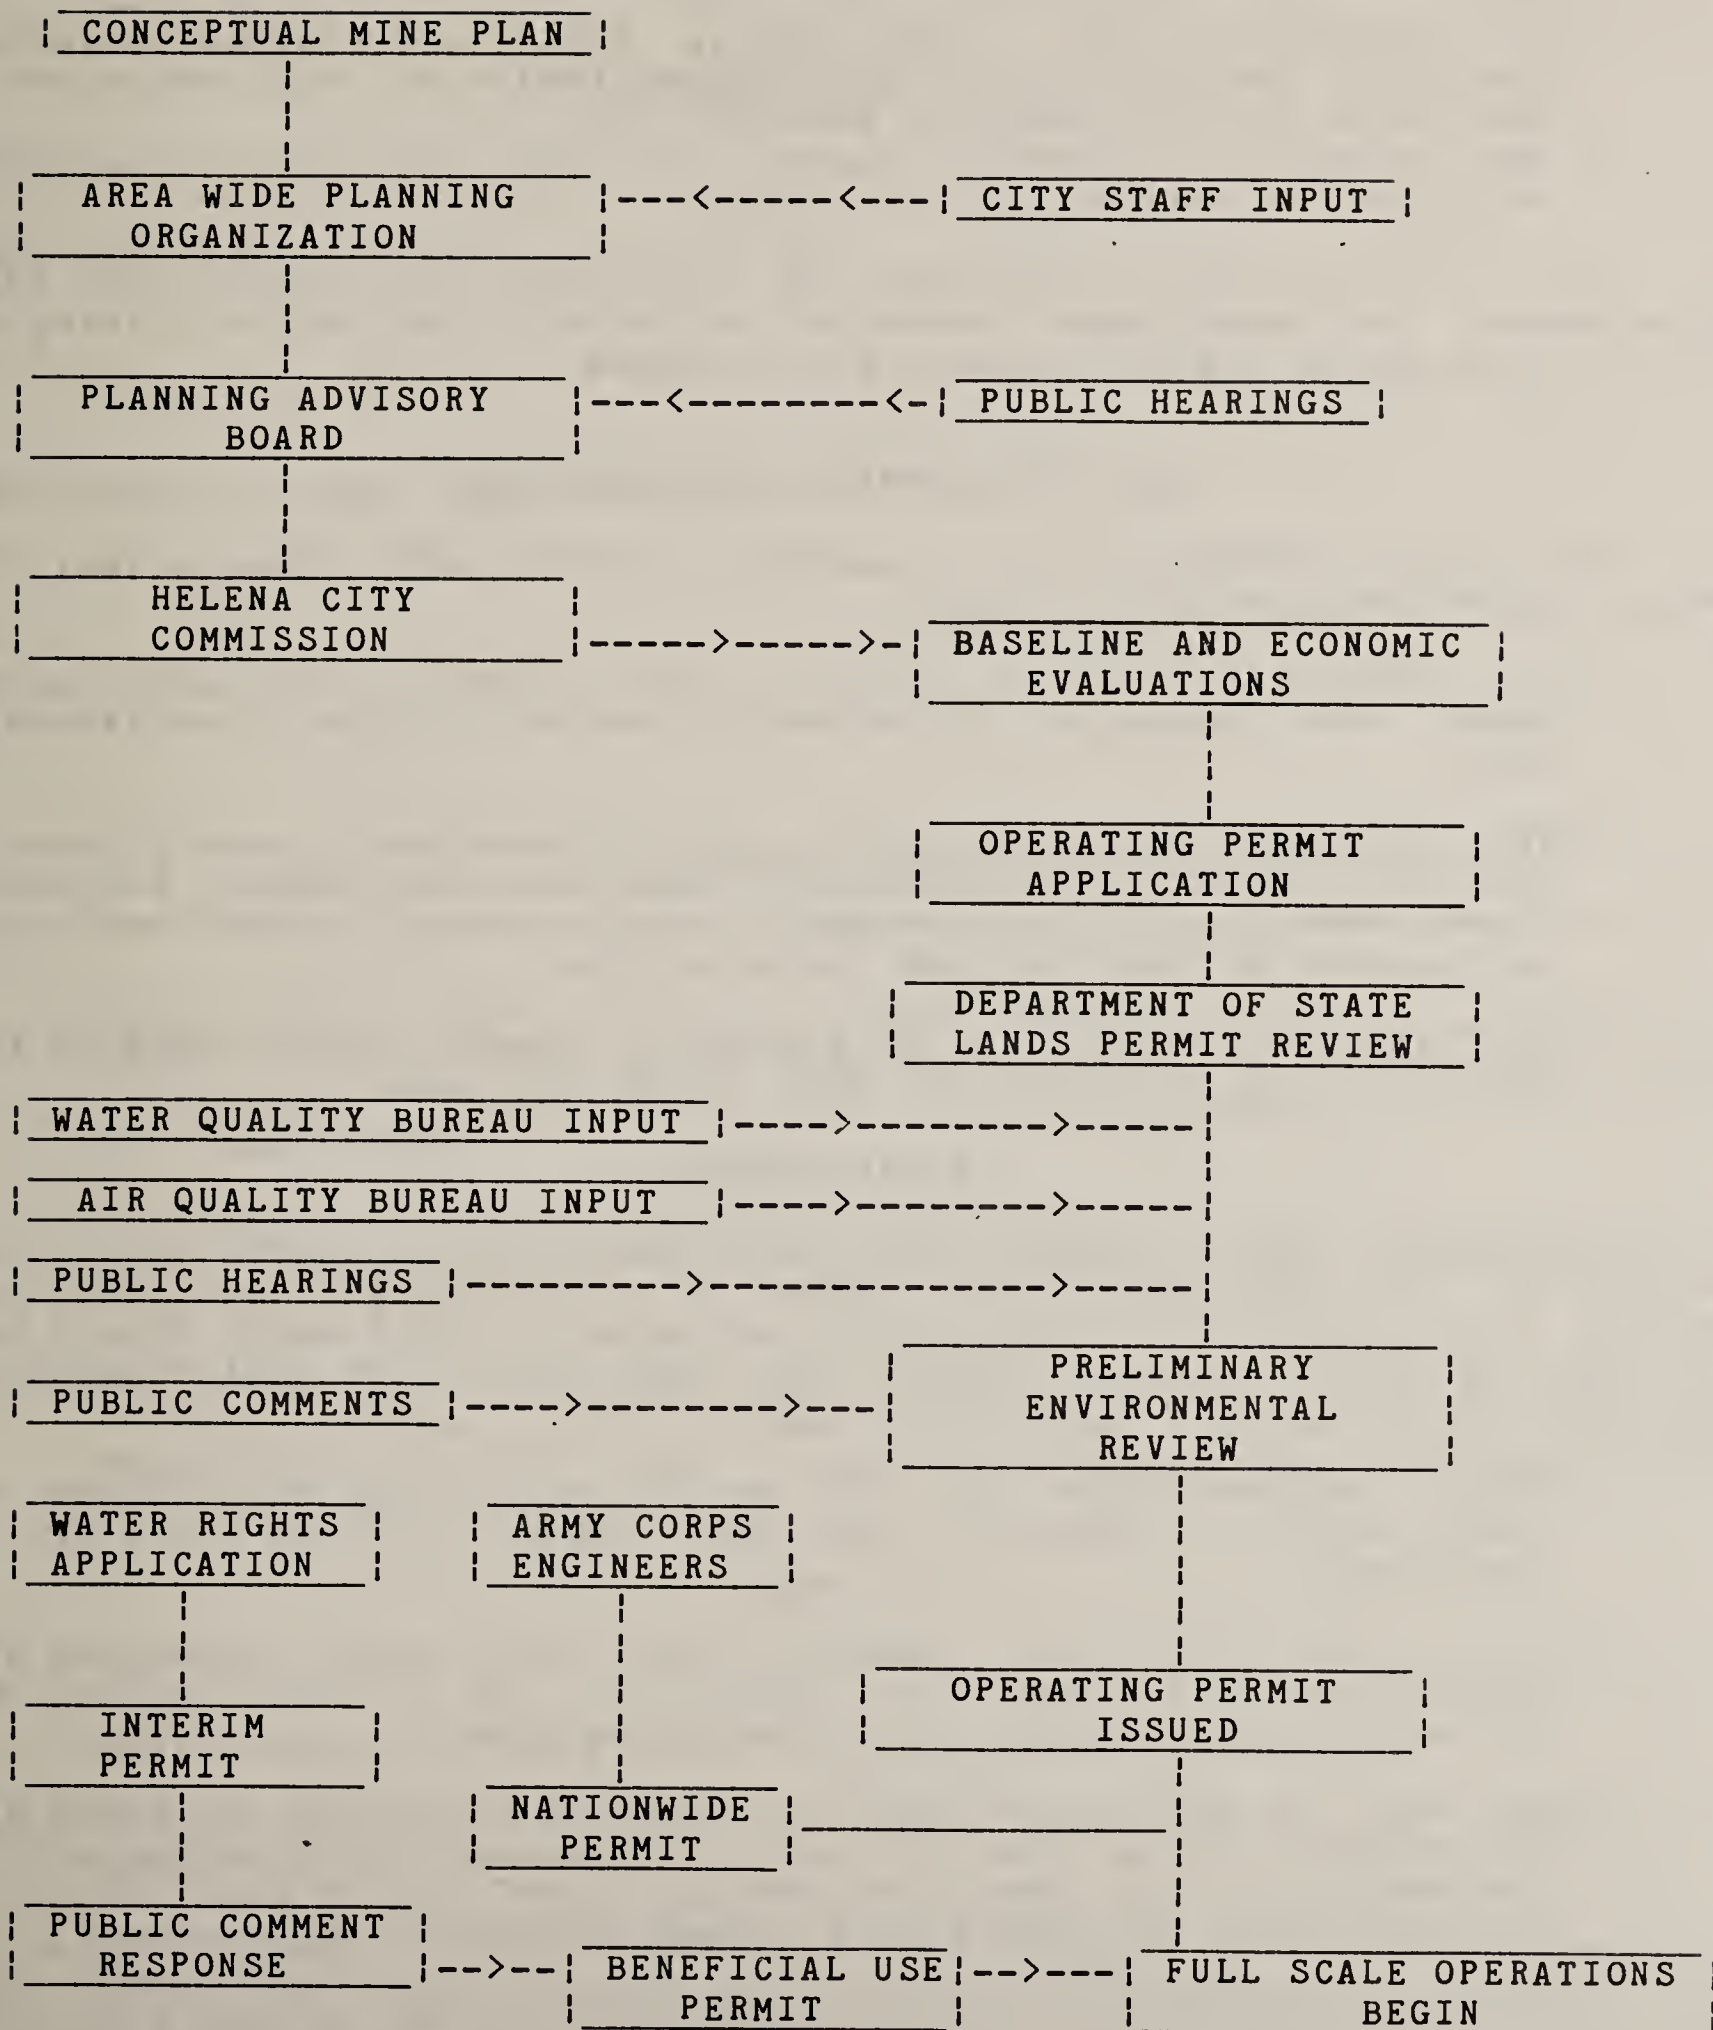 CONCEPTUAL MINE PLAN
AREA WIDE PLANNING
ORGANIZATION
CITY STAFF INPUT
PLANNING ADVISORY
BOARD
PUBLIC HEARINGS
HELENA CITY
COMMISSION
BASELINE AND ECONOMIC
EVALUATIONS
OPERATING PERMIT
APPLICATION
DEPARTMENT OF STATE
LANDS PERMIT REVIEW
WATER QUALITY BUREAU INPUT
AIR QUALITY BUREAU INPUT
PUBLIC HEARINGS
PRELIMINARY
ENVIRONMENTAL
REVIEW
PUBLIC COMMENTS
WATER RIGHTS
APPLICATION
ARMY CORPS
ENGINEERS
OPERATING PERMIT
ISSUED
INTERIM
PERMIT
NATIONWIDE
PERMIT
PUBLIC COMMENT
RESPONSE
BENEFICIAL USE
PERMIT
FULL SCALE OPERATIONS
BEGIN